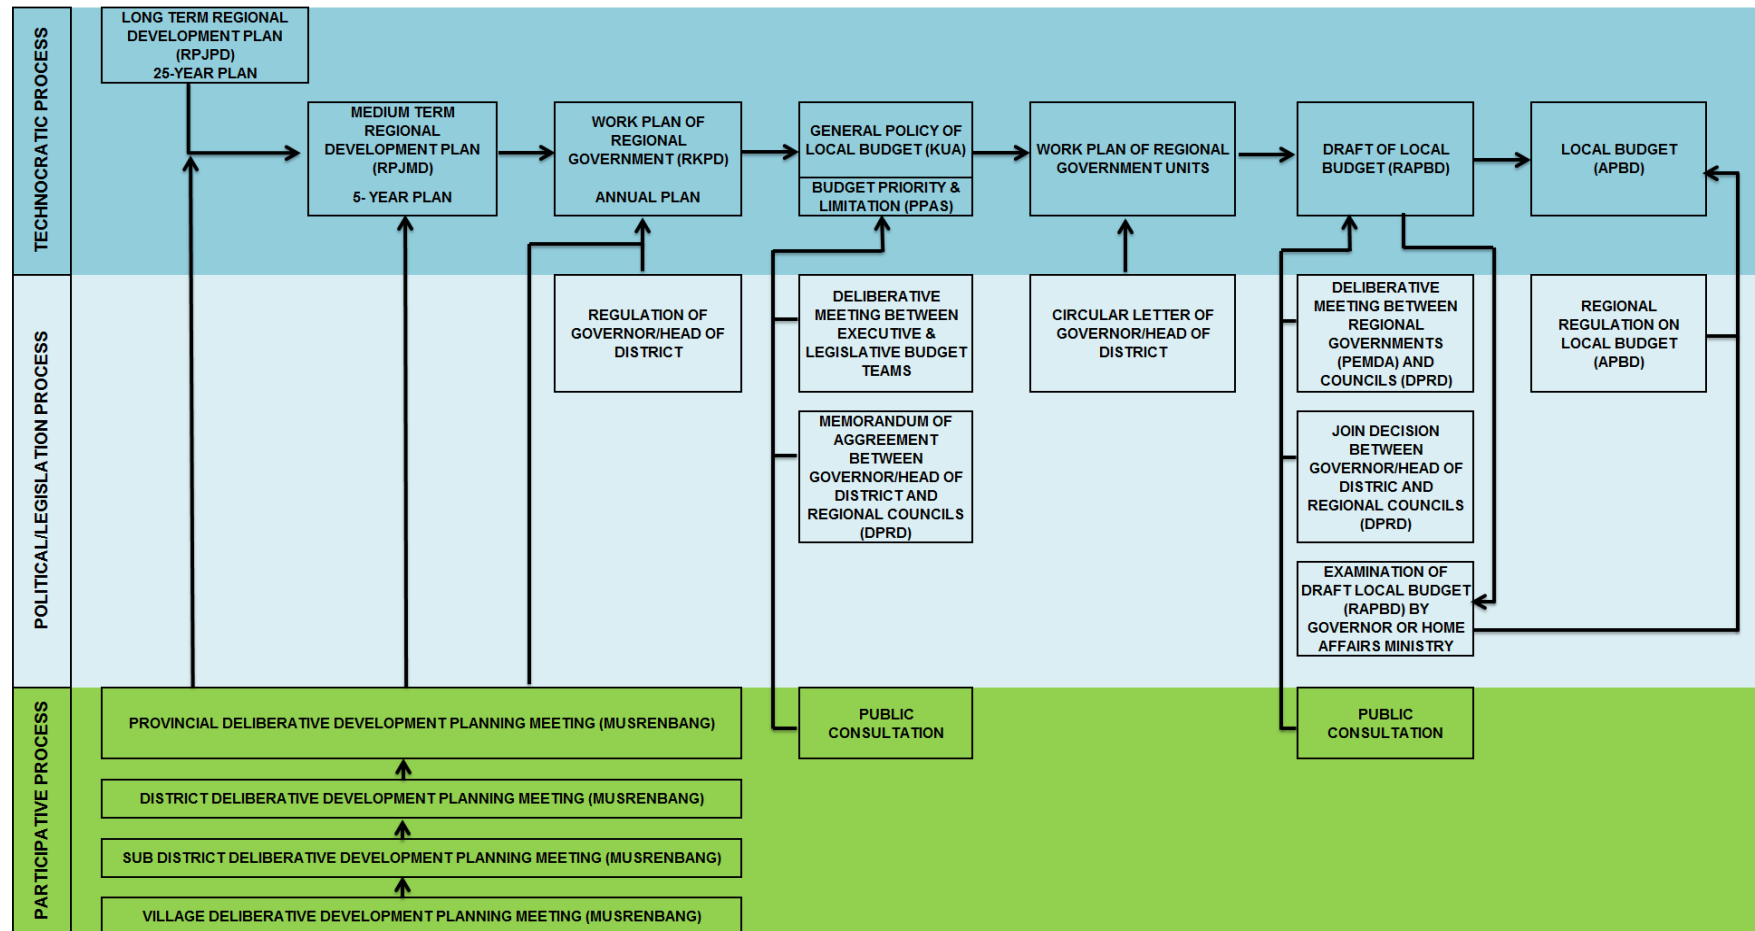 TECHNOCRATIC PROCESS
LONG TERM REGIONAL
DEVELOPMENT PLAN
(RPJPD)
25-YEAR PLAN
MEDIUM TERM
REGIONAL
DEVELOPMENT PLAN
(RPJMD)
5- YEAR PLAN
WORK PLAN OF
REGIONAL
GOVERNMENT (RKPD)
ANNUAL PLAN
GENERAL POLICY OF
LOCAL BUDGET (KUA)
BUDGET PRIORITY &
LIMITATION (PPAS)
WORK PLAN OF REGIONAL
GOVERNMENT UNITS
DRAFT OF LOCAL
BUDGET (RAPBD)
LOCAL BUDGET
(APBD)
POLITICAL/LEGISLATION PROCESS
REGULATION OF
GOVERNOR/HEAD OF
DISTRICT
DELIBERATIVE
MEETING BETWEEN
EXECUTIVE &
LEGISLATIVE BUDGET
TEAMS
MEMORANDUM OF
AGGREEMENT
BETWEEN
GOVERNOR/HEAD OF
DISTRICT AND
REGIONAL COUNCILS
(DPRD)
CIRCULAR LETTER OF
GOVERNOR/HEAD OF
DISTRICT
DELIBERATIVE
MEETING BETWEEN
REGIONAL
GOVERNMENTS
(PEMDA) AND
COUNCILS (DPRD)
JOIN DECISION
BETWEEN
GOVERNOR/HEAD OF
DISTRIC AND
REGIONAL COUNCILS
(DPRD)
EXAMINATION OF
DRAFT LOCAL BUDGET
(RAPBD) BY
GOVERNOR OR HOME
AFFAIRS MINISTRY
REGIONAL
REGULATION ON
LOCAL BUDGET
(APBD)
PARTICIPATIVE PROCESS
PROVINCIAL DELIBERATIVE DEVELOPMENT PLANNING MEETING (MUSRENBANG)
DISTRICT DELIBERATIVE DEVELOPMENT PLANNING MEETING (MUSRENBANG)
SUB DISTRICT DELIBERATIVE DEVELOPMENT PLANNING MEETING (MUSRENBANG)
VILLAGE DELIBERATIVE DEVELOPMENT PLANNING MEETING (MUSRENBANG)
PUBLIC
CONSULTATION
PUBLIC
CONSULTATION